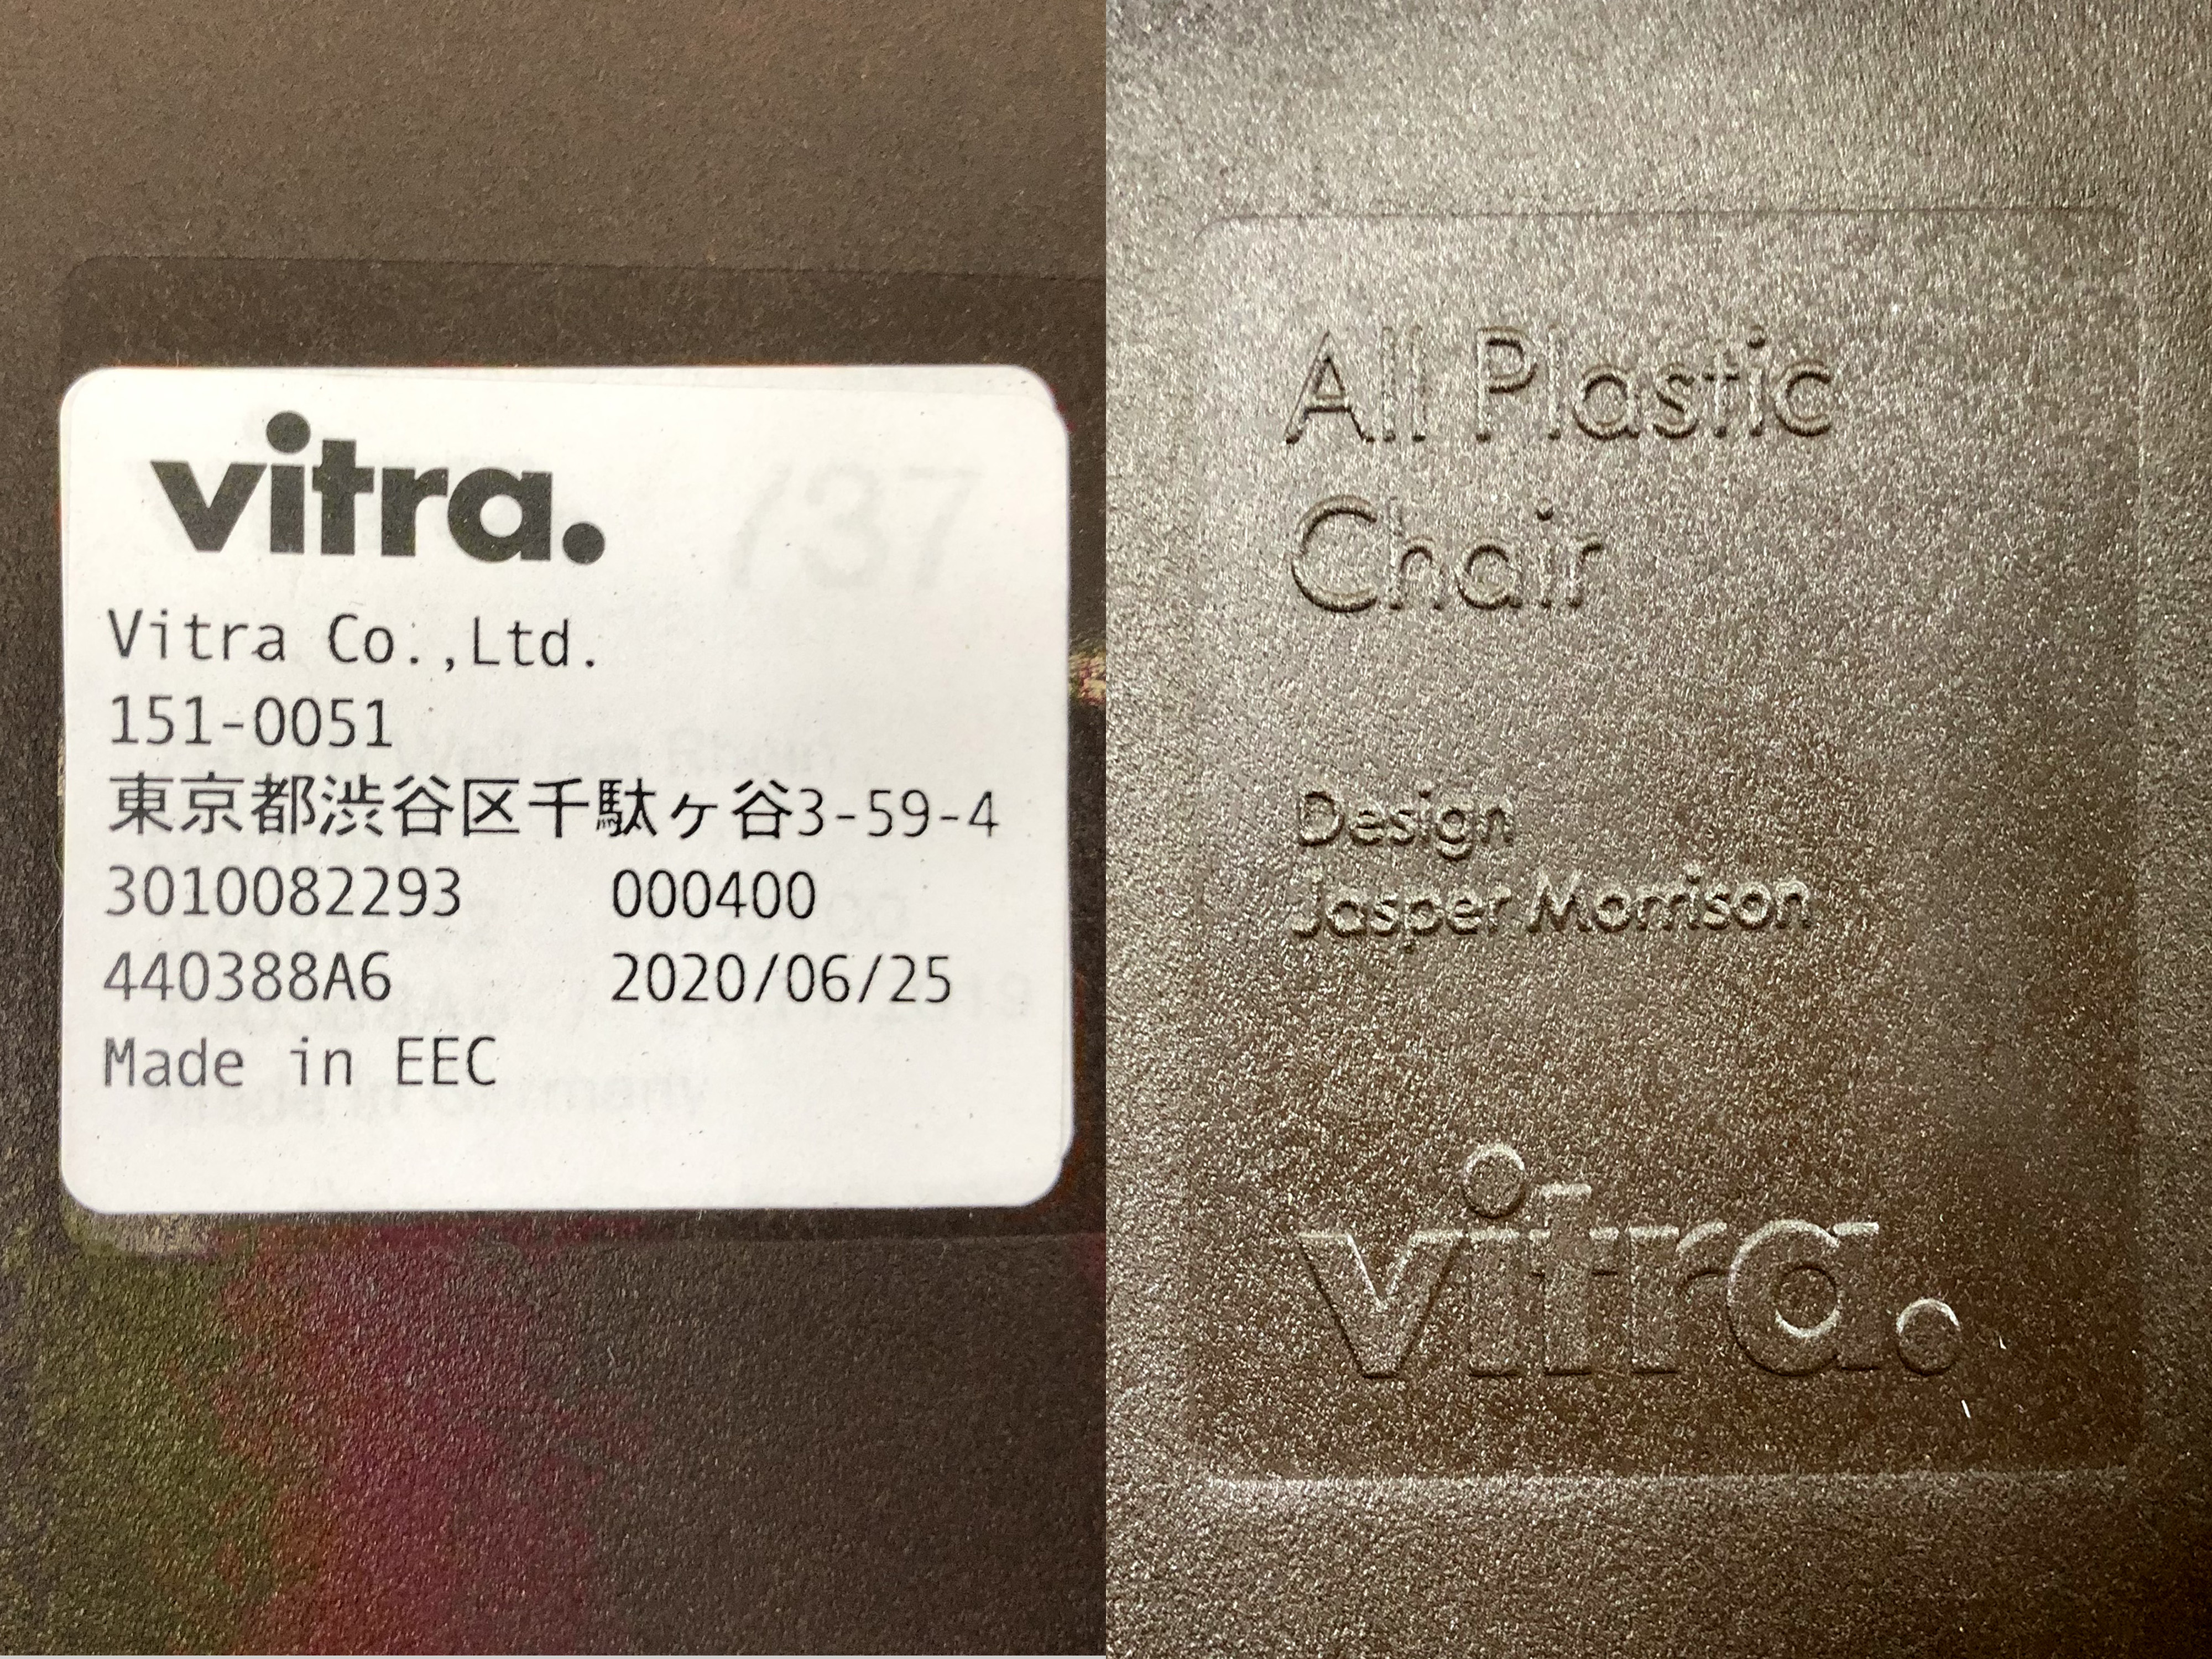 vitra.
Vitra Co.,Ltd.
151-0051
東京都渋谷区千駄ヶ谷3-59-4
3010082293 000400
440388A6 2020/06/25
Made in EEC
All Plastic
Chair
Design
Jasper Morrison
vitra.